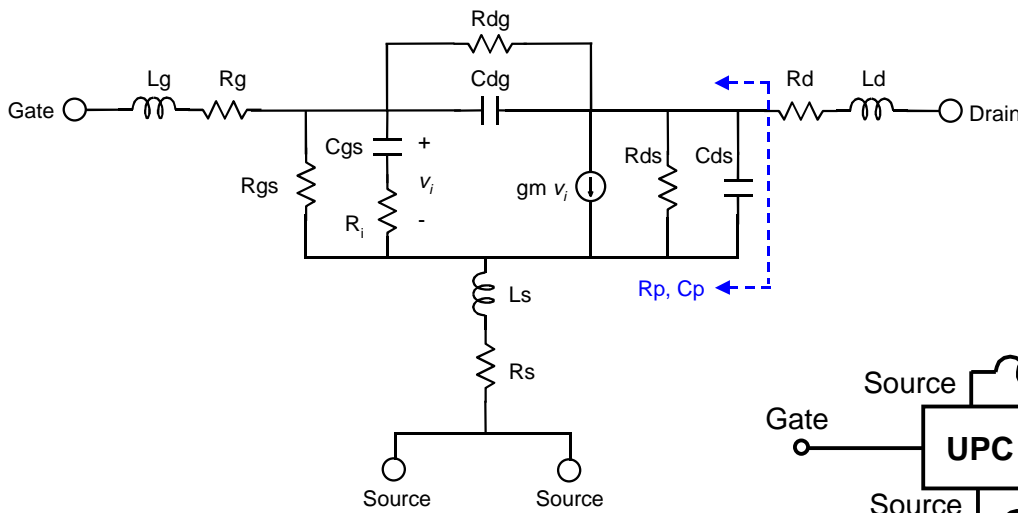 Rdg
Lg Rg Cdg Rd Ld
Gate Drain
Cgs + Rds Cds
Rgs vi gm vi
Ri -
Ls Rp, Cp
Rs
Source
Gate
UPC
Source Source Source